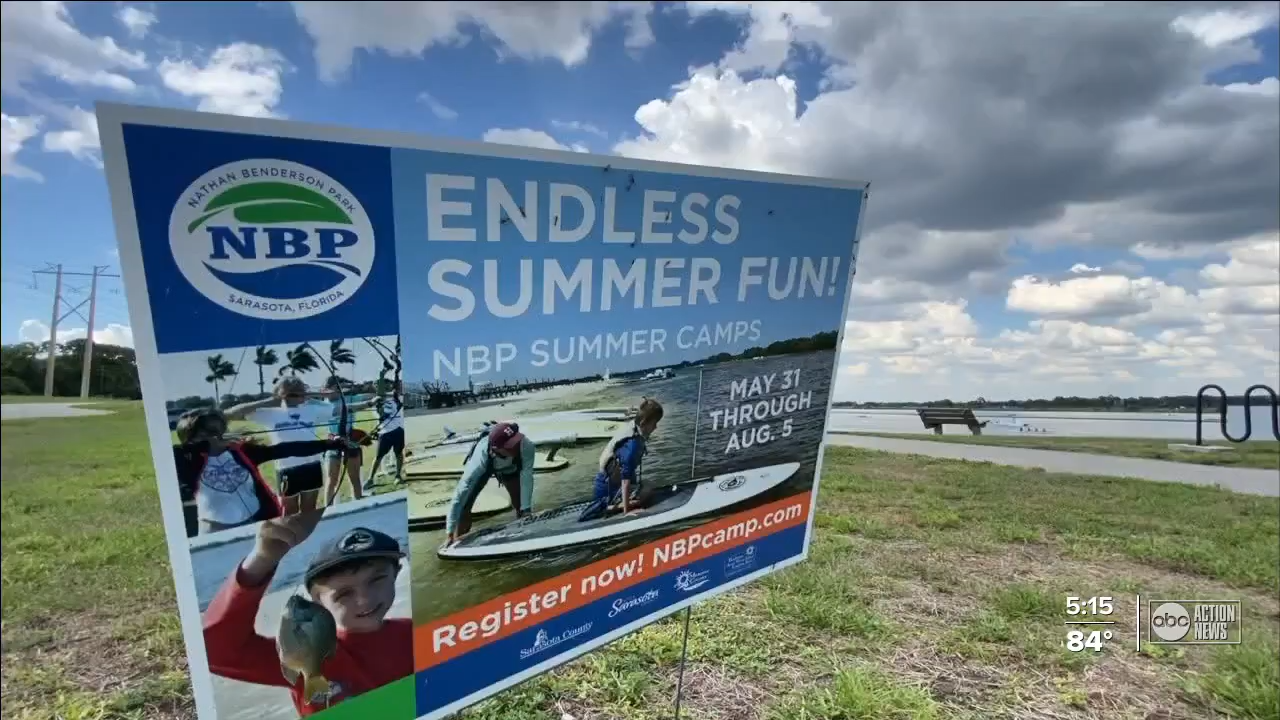 NATHAN BENDERSON PARK
NBP
SARASOTA, FLORIDA
ENDLESS
SUMMER FUN!
NBP SUMMER CAMPS
MAY 31
THROUGH
AUG. 5
Register now! NBPcamp.com
Sarasota County
Sarasota
5:15
84°
abc ACTION
NEWS